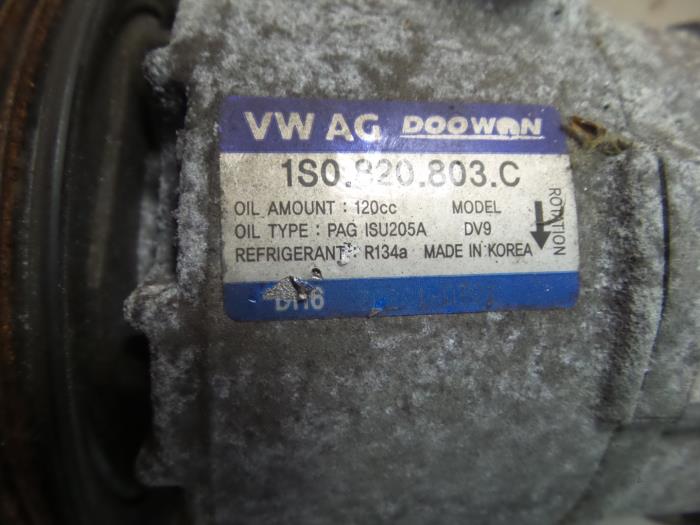 VW AG DOOWON
1S0.820.803.C
OIL AMOUNT : 120cc MODEL
OIL TYPE : PAG ISU205A DV9
REFRIGERANT : R134a MADE IN KOREA
ROTATION